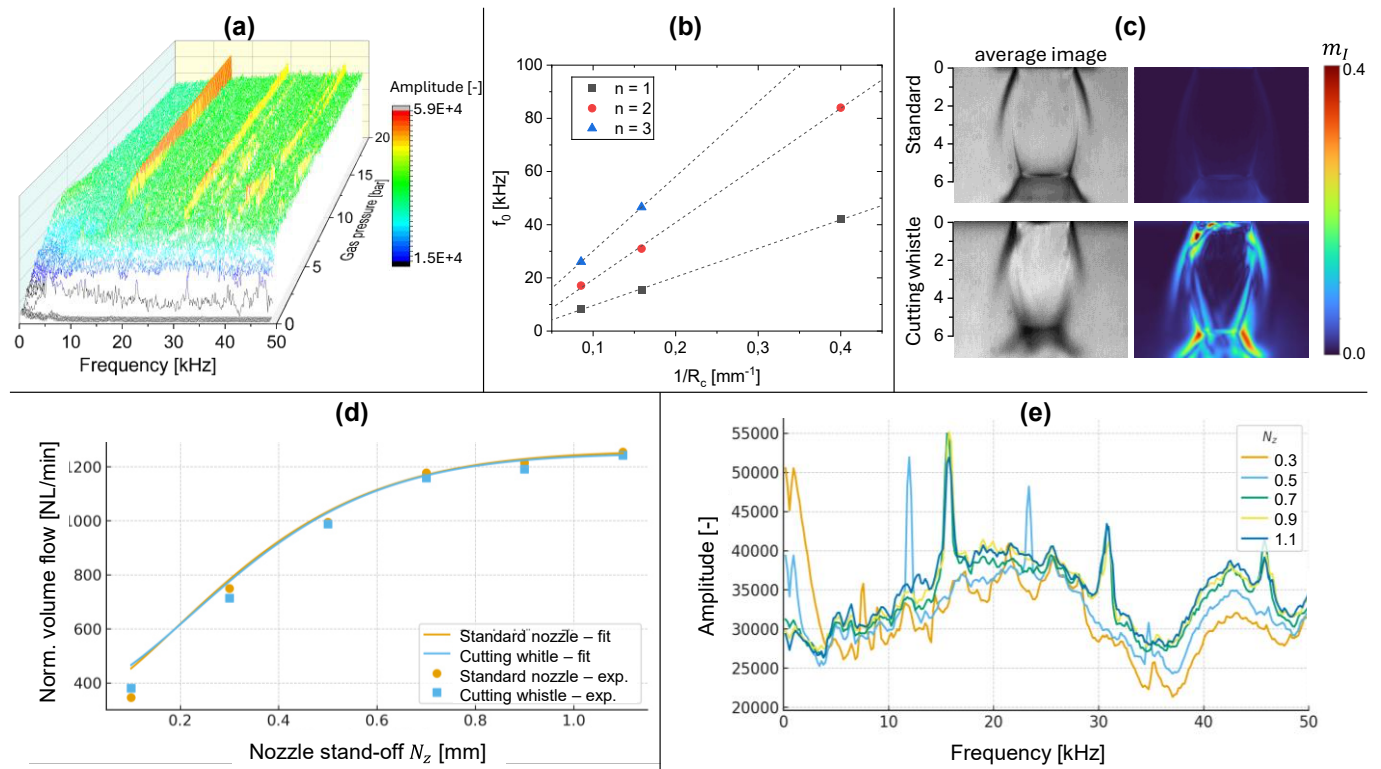 (a)
Amplitude [-]
5.9E+4
1.5E+4
20
15
10
5
0
Gas pressure [bar]
0 10 20 30 40 50
Frequency [kHz]
(b)
100
80
60
40
20
0
f0 [kHz]
n = 1
n = 2
n = 3
0,1 0,2 0,3 0,4
1/Rc [mm-1]
(c)
average image
mI
0.4
0.0
Standard
0
2
4
6
Cutting whistle
0
2
4
6
(d)
1200
1000
800
600
400
Norm. volume flow [NL/min]
Standard nozzle – fit
Cutting whitle – fit
Standard nozzle – exp.
Cutting whistle – exp.
0.2 0.4 0.6 0.8 1.0
Nozzle stand-off Nz [mm]
(e)
55000
50000
45000
40000
35000
30000
25000
20000
Amplitude [-]
Nz
0.3
0.5
0.7
0.9
1.1
0 10 20 30 40 50
Frequency [kHz]